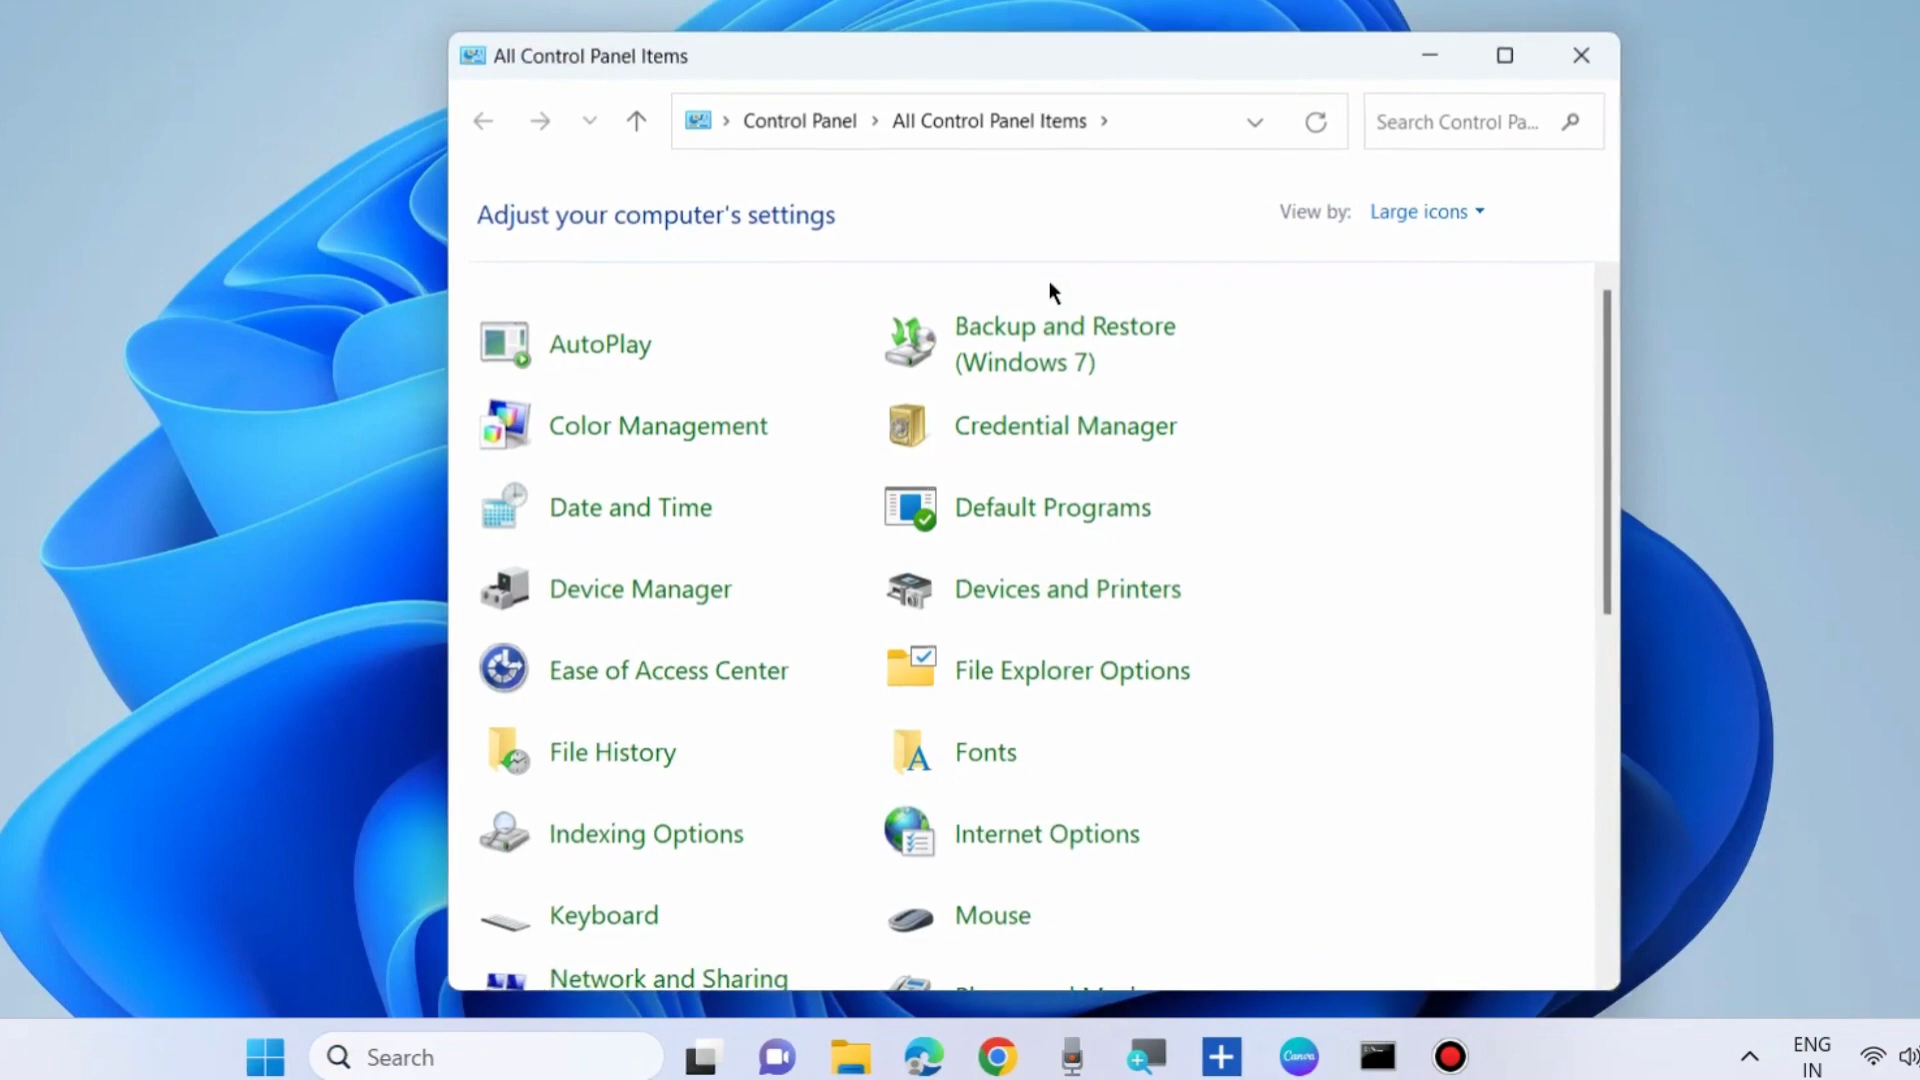 All Control Panel Items
Control Panel
All Control Panel Items
Search Control Pa...
Adjust your computer's settings
View by: Large icons
AutoPlay
Backup and Restore
(Windows 7)
Color Management
Credential Manager
Date and Time
Default Programs
Device Manager
Devices and Printers
Ease of Access Center
File Explorer Options
File History
Fonts
Indexing Options
Internet Options
Keyboard
Mouse
Network and Sharing
Search
Canva
ENG
IN